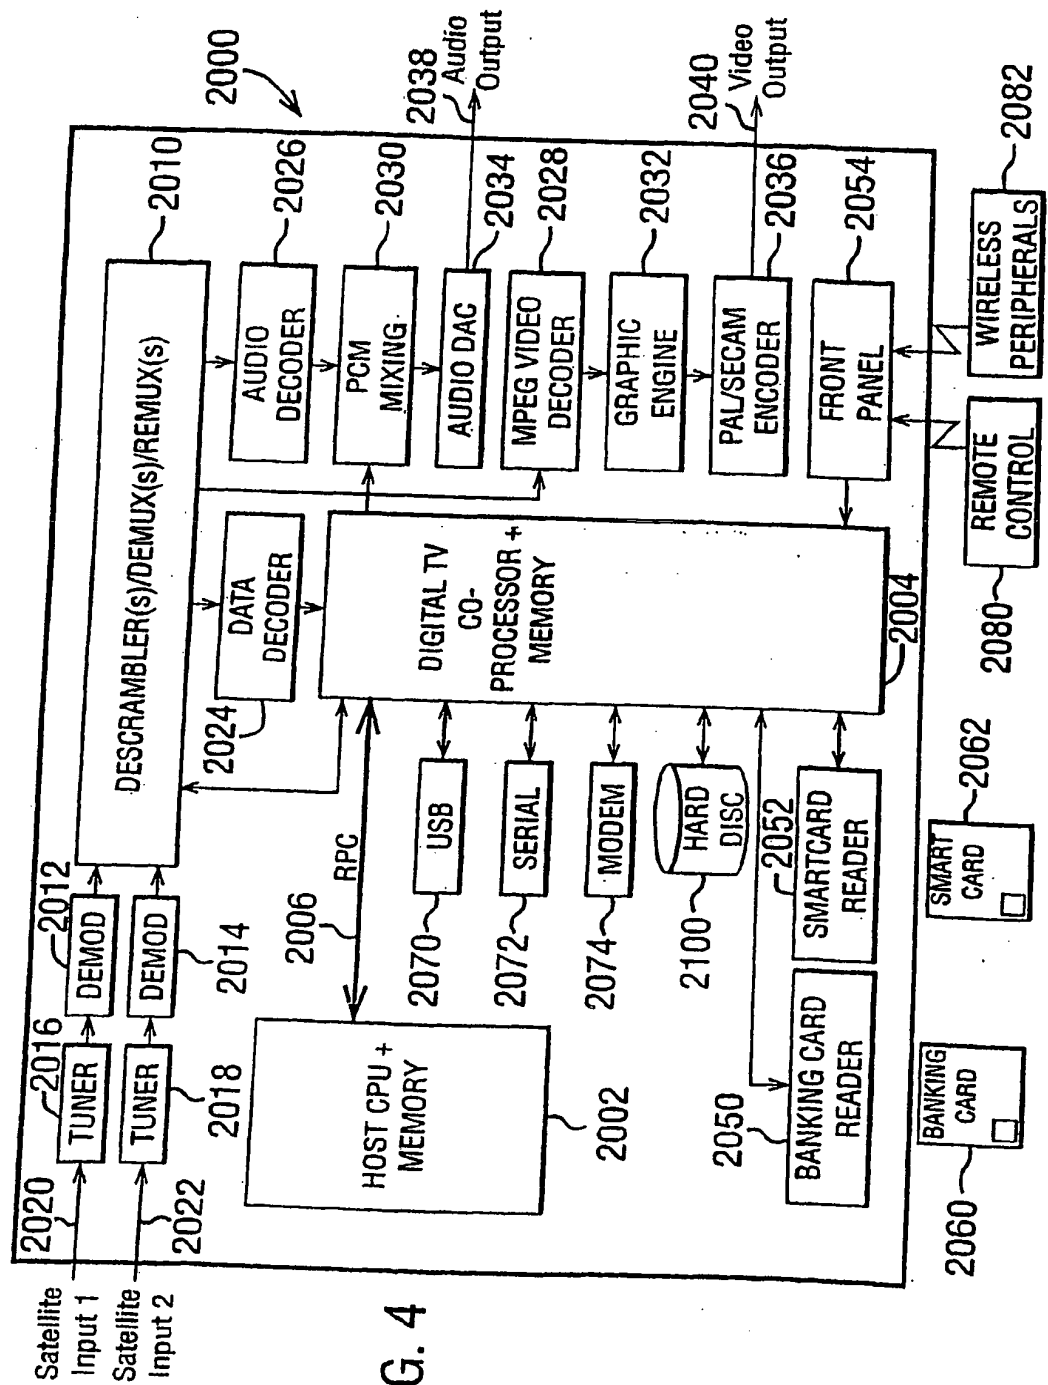 Satellite
Input 1
Satellite
Input 2
2020
2022
2016
TUNER
TUNER
2018
2012
DEMOD
DEMOD
2014
DESCRAMBLER(s)/DEMUX(s)/REMUX(s)
2010
2000
2024
DATA
DECODER
AUDIO
DECODER
2026
PCM
MIXING
2030
AUDIO DAC
2034
2038
Audio
Output
MPEG VIDEO
DECODER
2028
GRAPHIC
ENGINE
2032
PAL/SECAM
ENCODER
2036
2040
Video
Output
FRONT
PANEL
2054
HOST CPU +
MEMORY
2002
2006
RPC
DIGITAL TV
CO-
PROCESSOR +
MEMORY
2004
2070
USB
2072
SERIAL
2074
MODEM
2100
HARD
DISC
2050
BANKING CARD
READER
2052
SMARTCARD
READER
2060
BANKING
CARD
SMART
CARD
2062
2080
REMOTE
CONTROL
WIRELESS
PERIPHERALS
2082
G. 4